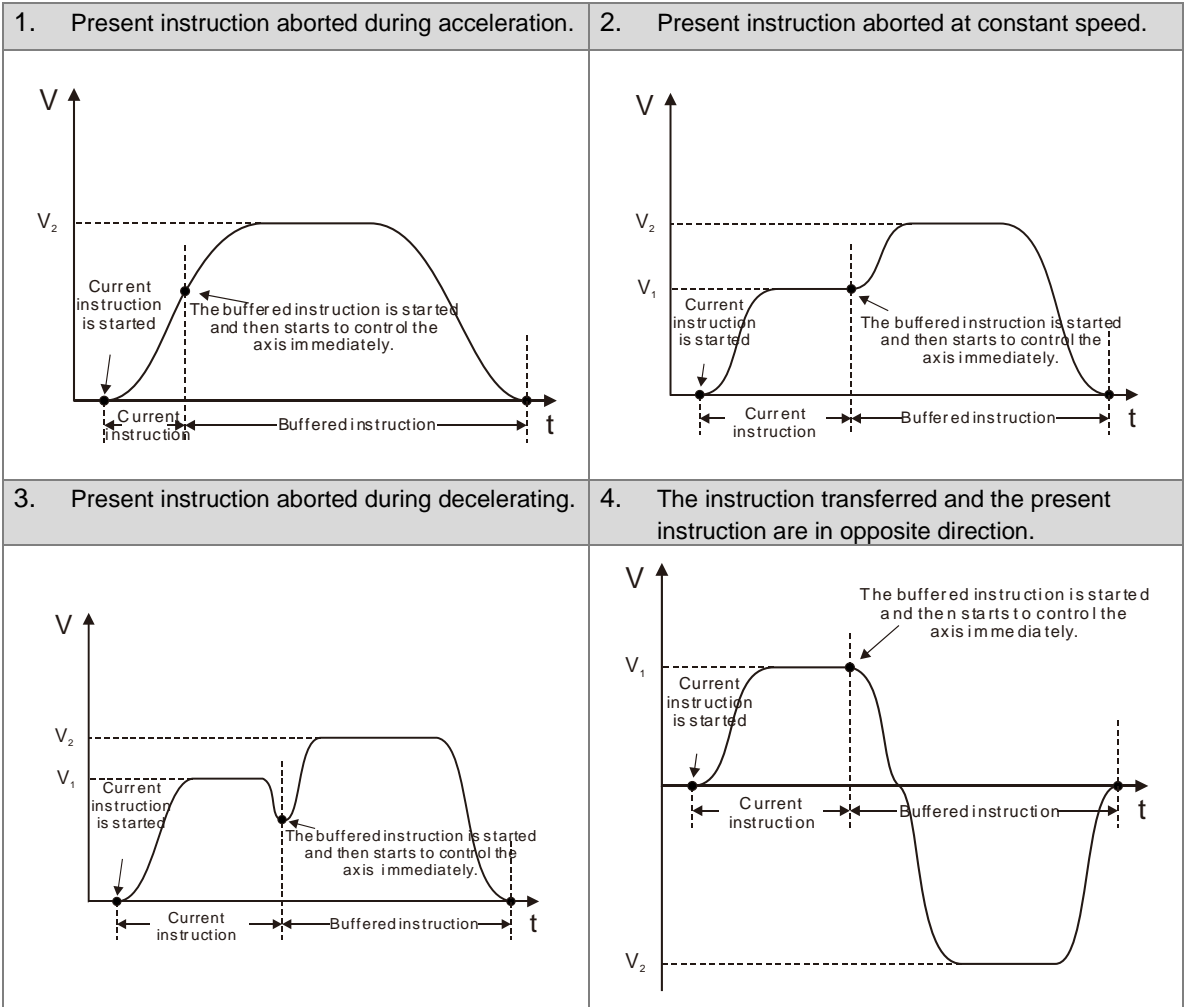 1. Present instruction aborted during acceleration.
V
V2
Current
instruction
is started
The buffered instruction is started
and then starts to control the
axis immediately.
Current
instruction
Buffered instruction
t
2. Present instruction aborted at constant speed.
V
V2
V1
Current
instruction
is started
The buffered instruction is started
and then starts to control the
axis immediately.
Current
instruction
Buffered instruction
t
3. Present instruction aborted during decelerating.
V
V2
V1
Current
instruction
is started
The buffered instruction is started
and then starts to control the
axis immediately.
Current
instruction
Buffered instruction
t
4. The instruction transferred and the present
instruction are in opposite direction.
V
The buffered instruction is started
and then starts to control the
axis immediately.
V1
Current
instruction
is started
Current
instruction
Buffered instruction
t
V2